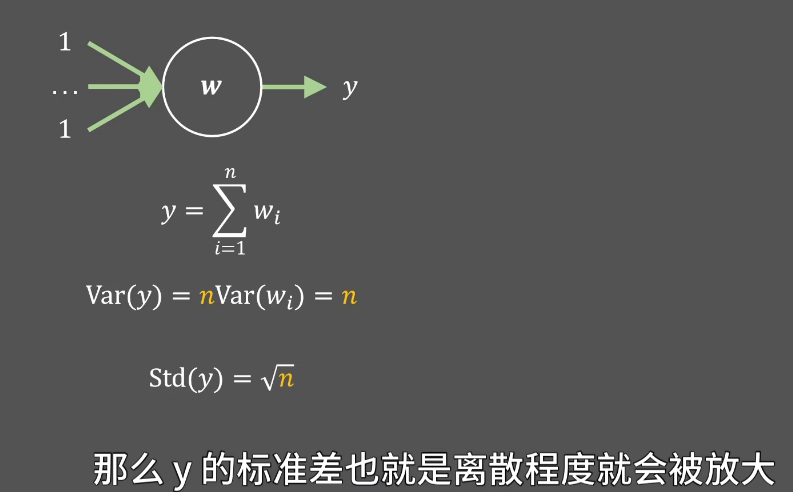 1
...
1
w
y
y = \sum_{i=1}^{n} w_i
Var(y) = nVar(w_i) = n
Std(y) = √n
那么 y 的标准差也就是离散程度就会被放大